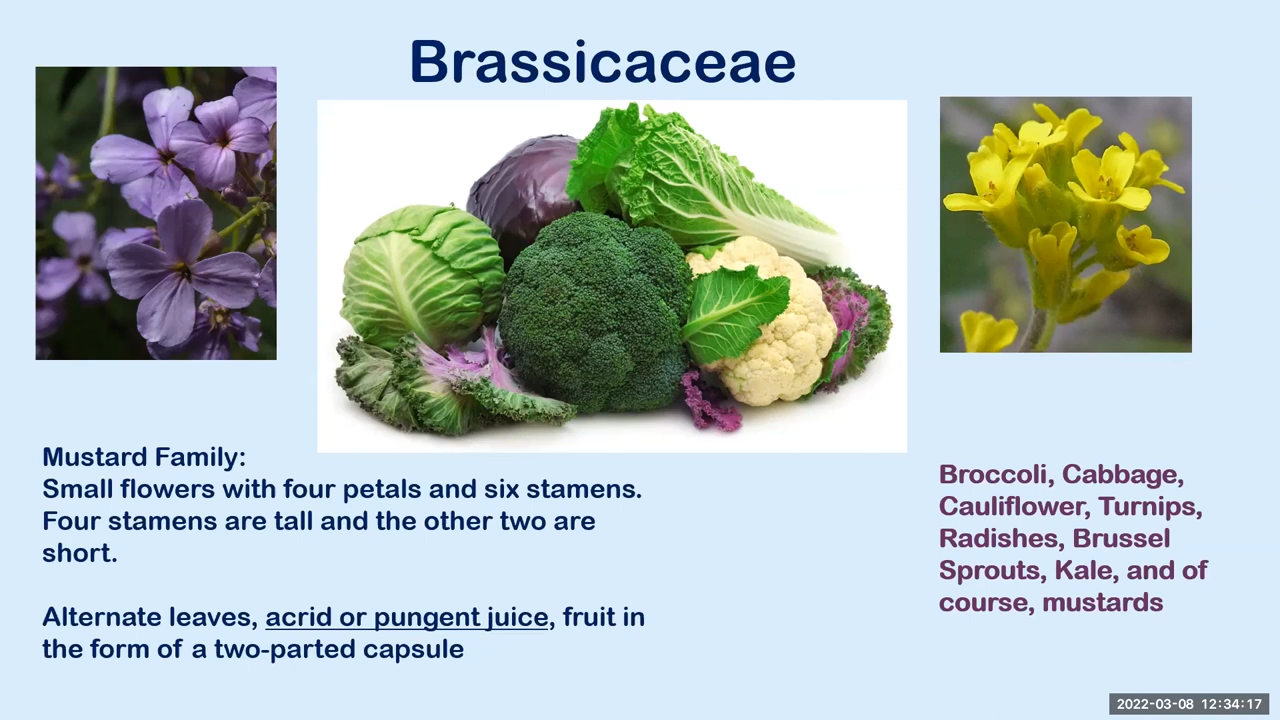 Brassicaceae
Mustard Family:
Small flowers with four petals and six stamens.
Four stamens are tall and the other two are
short.
Alternate leaves, acrid or pungent juice, fruit in
the form of a two-parted capsule
Broccoli, Cabbage,
Cauliflower, Turnips,
Radishes, Brussel
Sprouts, Kale, and of
course, mustards
2022-03-08 12:34:17